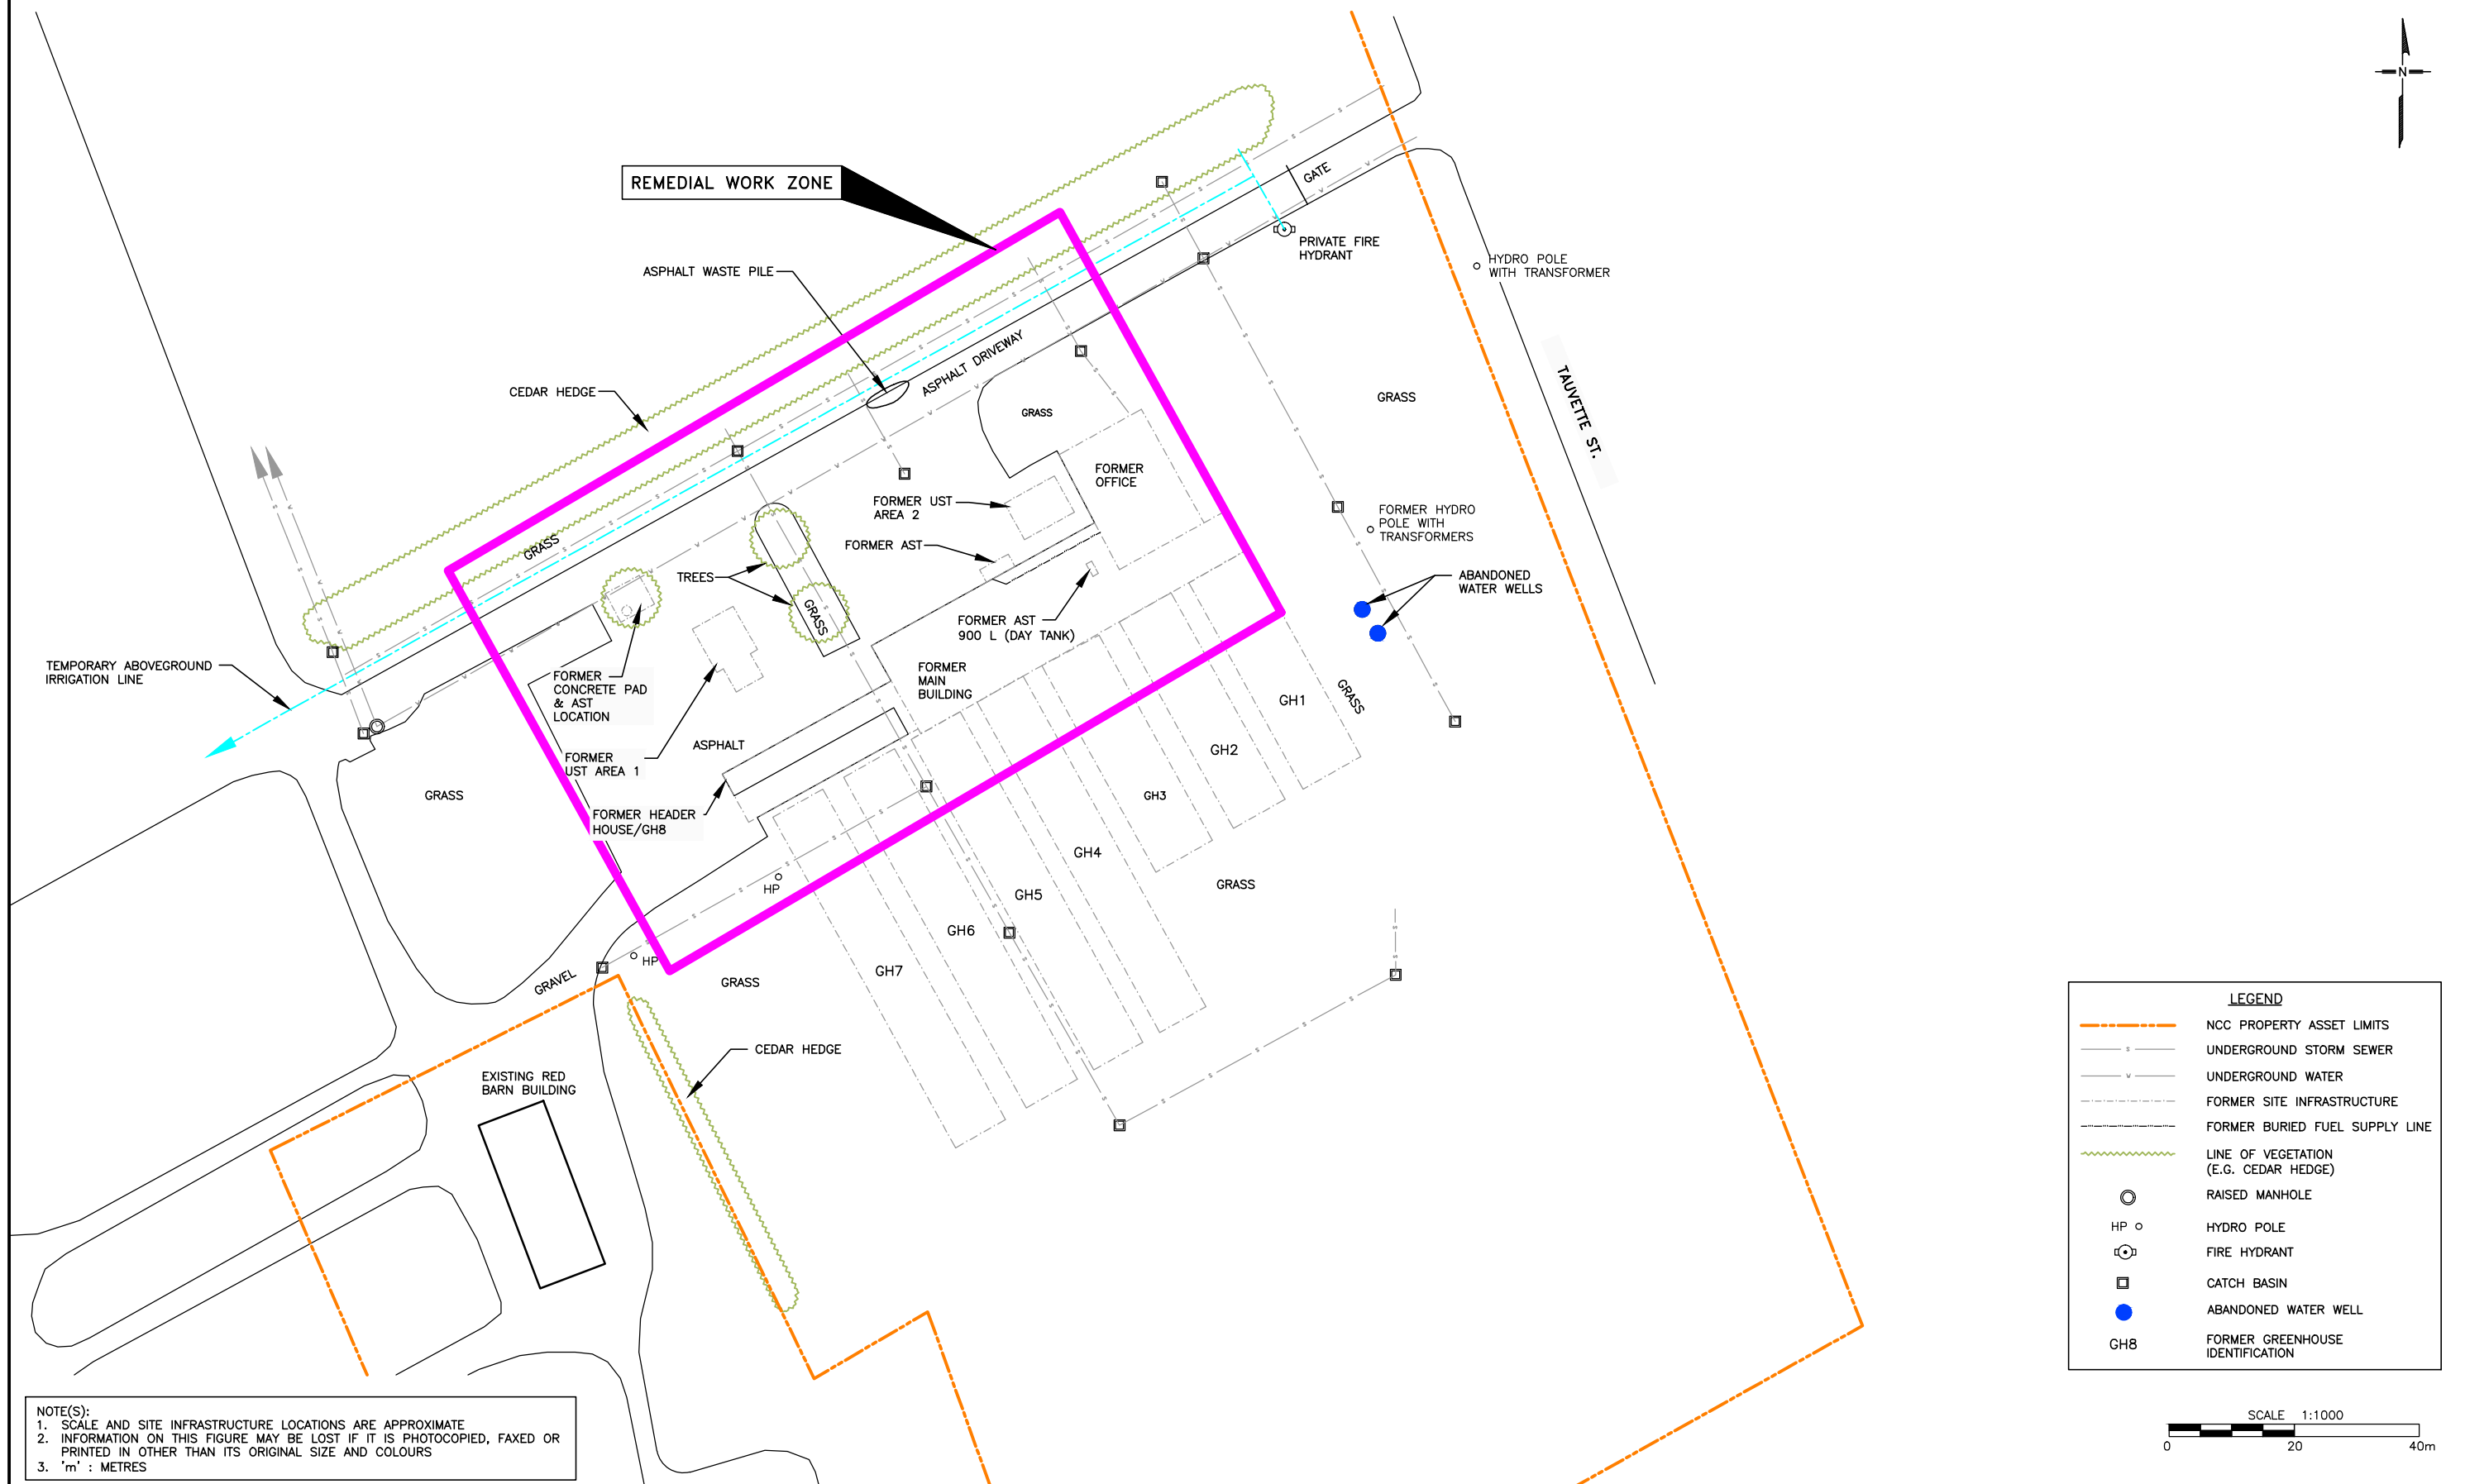 N
REMEDIAL WORK ZONE
GATE
PRIVATE FIRE
HYDRANT
HYDRO POLE
WITH TRANSFORMER
ASPHALT WASTE PILE
ASPHALT DRIVEWAY
CEDAR HEDGE
TAUVETTE ST.
GRASS
GRASS
FORMER
OFFICE
FORMER UST
AREA 2
FORMER HYDRO
POLE WITH
TRANSFORMERS
GRASS
FORMER AST
TREES
ABANDONED
WATER WELLS
GRASS
FORMER AST
900 L (DAY TANK)
TEMPORARY ABOVEGROUND
IRRIGATION LINE
FORMER
CONCRETE PAD
& AST
LOCATION
FORMER
MAIN
BUILDING
GRASS
GH1
ASPHALT
GH2
FORMER
UST AREA 1
GRASS
GH3
FORMER HEADER
HOUSE/GH8
GH4
HP
GRASS
GH5
GH6
HP
GH7
GRAVEL
GRASS
CEDAR HEDGE
EXISTING RED
BARN BUILDING
LEGEND
NCC PROPERTY ASSET LIMITS
S UNDERGROUND STORM SEWER
W UNDERGROUND WATER
FORMER SITE INFRASTRUCTURE
FORMER BURIED FUEL SUPPLY LINE
LINE OF VEGETATION
(E.G. CEDAR HEDGE)
RAISED MANHOLE
HP HYDRO POLE
FIRE HYDRANT
CATCH BASIN
ABANDONED WATER WELL
GH8 FORMER GREENHOUSE
IDENTIFICATION
SCALE 1:1000
0 20 40m
NOTE(S):
1. SCALE AND SITE INFRASTRUCTURE LOCATIONS ARE APPROXIMATE
2. INFORMATION ON THIS FIGURE MAY BE LOST IF IT IS PHOTOCOPIED, FAXED OR
PRINTED IN OTHER THAN ITS ORIGINAL SIZE AND COLOURS
3. 'm' : METRES